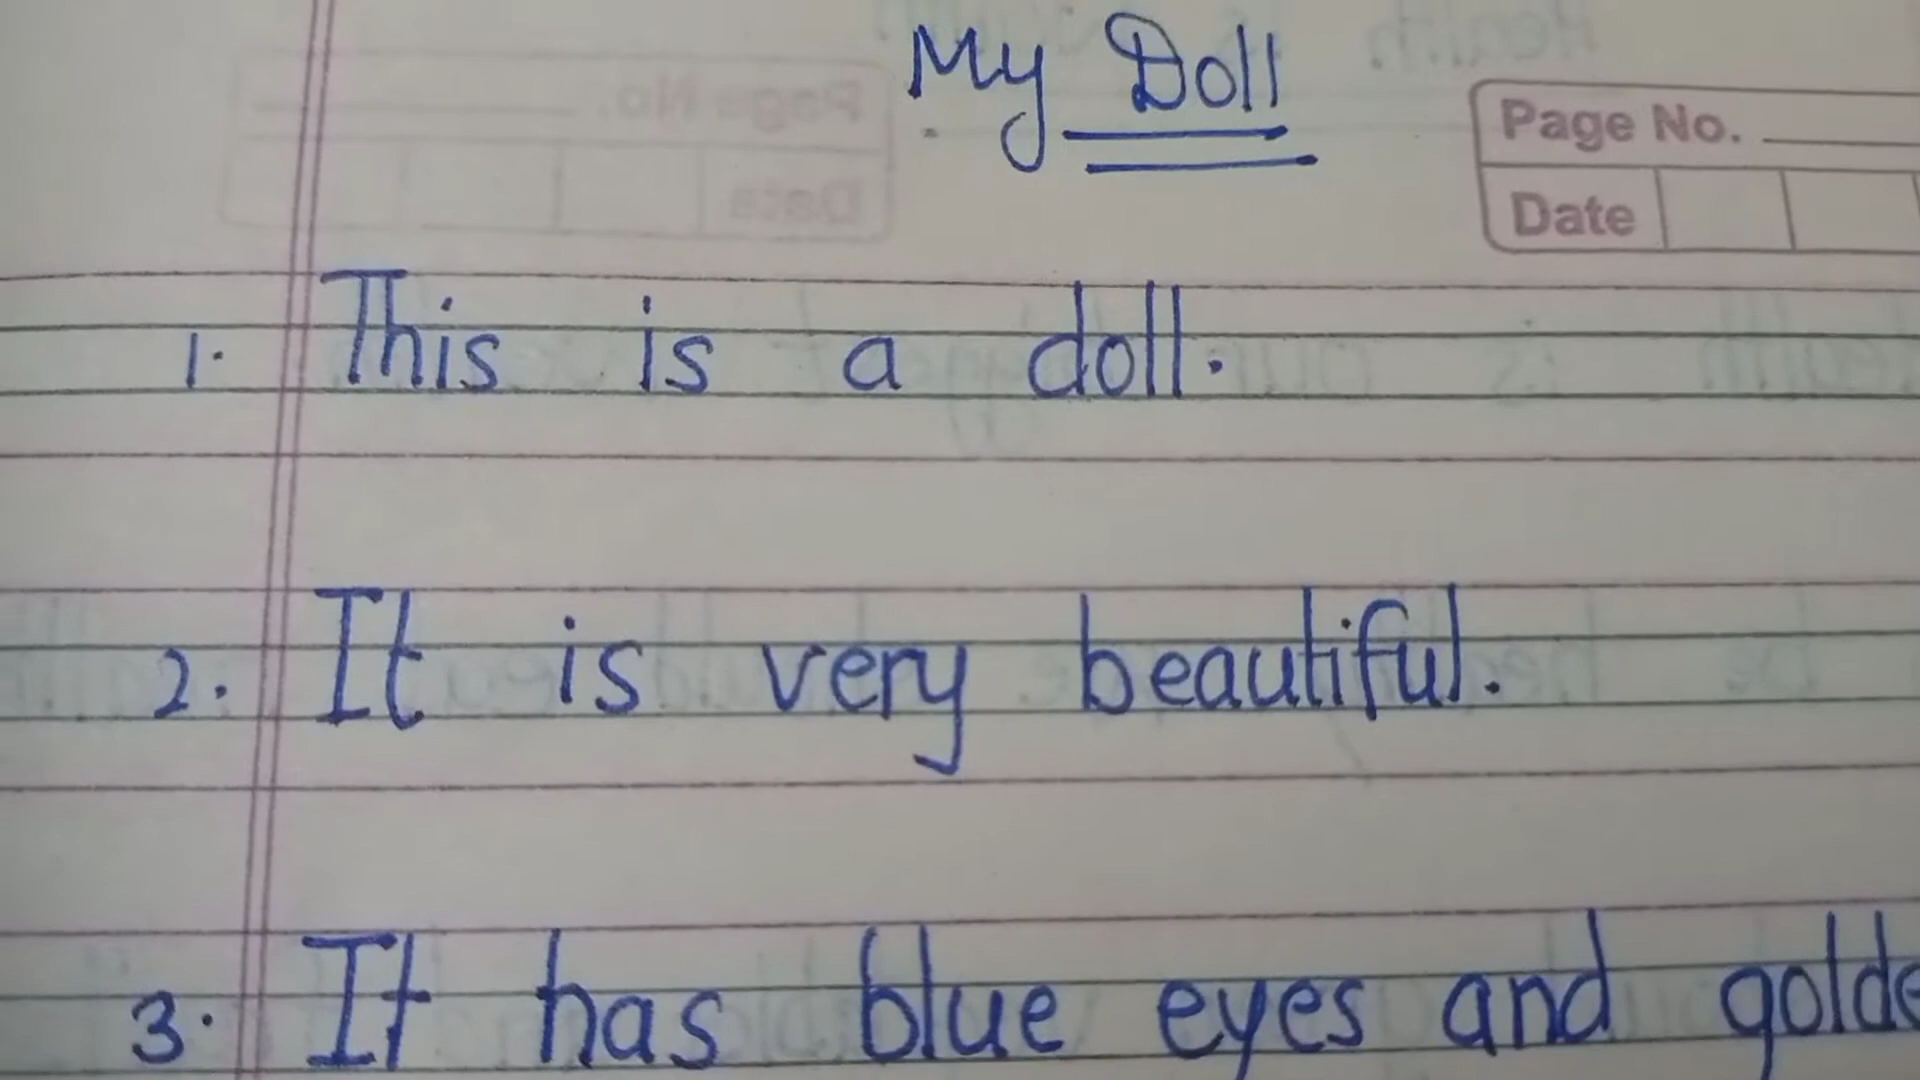 My Doll
Page No.
Date
1. This is a doll.
2. It is very beautiful.
3. It has blue eyes and